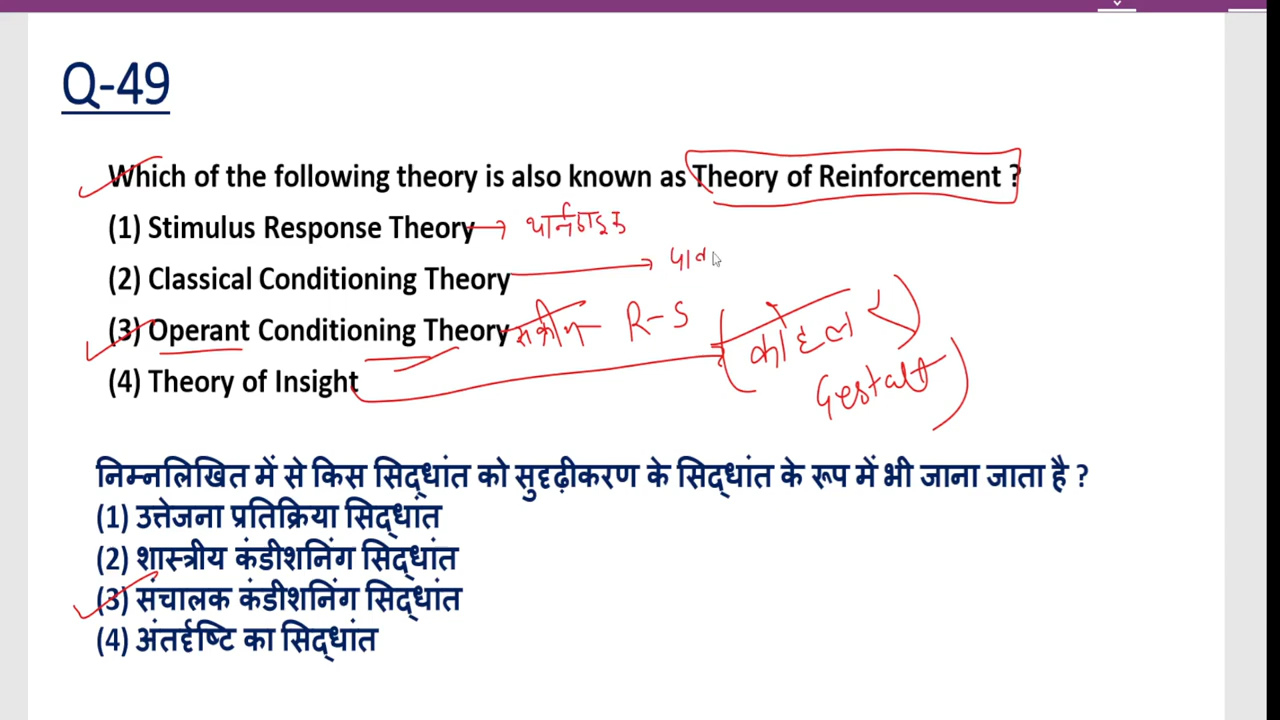 Q-49
Which of the following theory is also known as Theory of Reinforcement ?
(1) Stimulus Response Theory → थार्नडाइक
(2) Classical Conditioning Theory → पाव
(3) Operant Conditioning Theory R-S
(4) Theory of Insight कोहलर
Gestalt
निम्नलिखित में से किस सिद्धांत को सुदृढ़ीकरण के सिद्धांत के रूप में भी जाना जाता है ?
(1) उत्तेजना प्रतिक्रिया सिद्धांत
(2) शास्त्रीय कंडीशनिंग सिद्धांत
(3) संचालक कंडीशनिंग सिद्धांत
(4) अंतर्दृष्टि का सिद्धांत